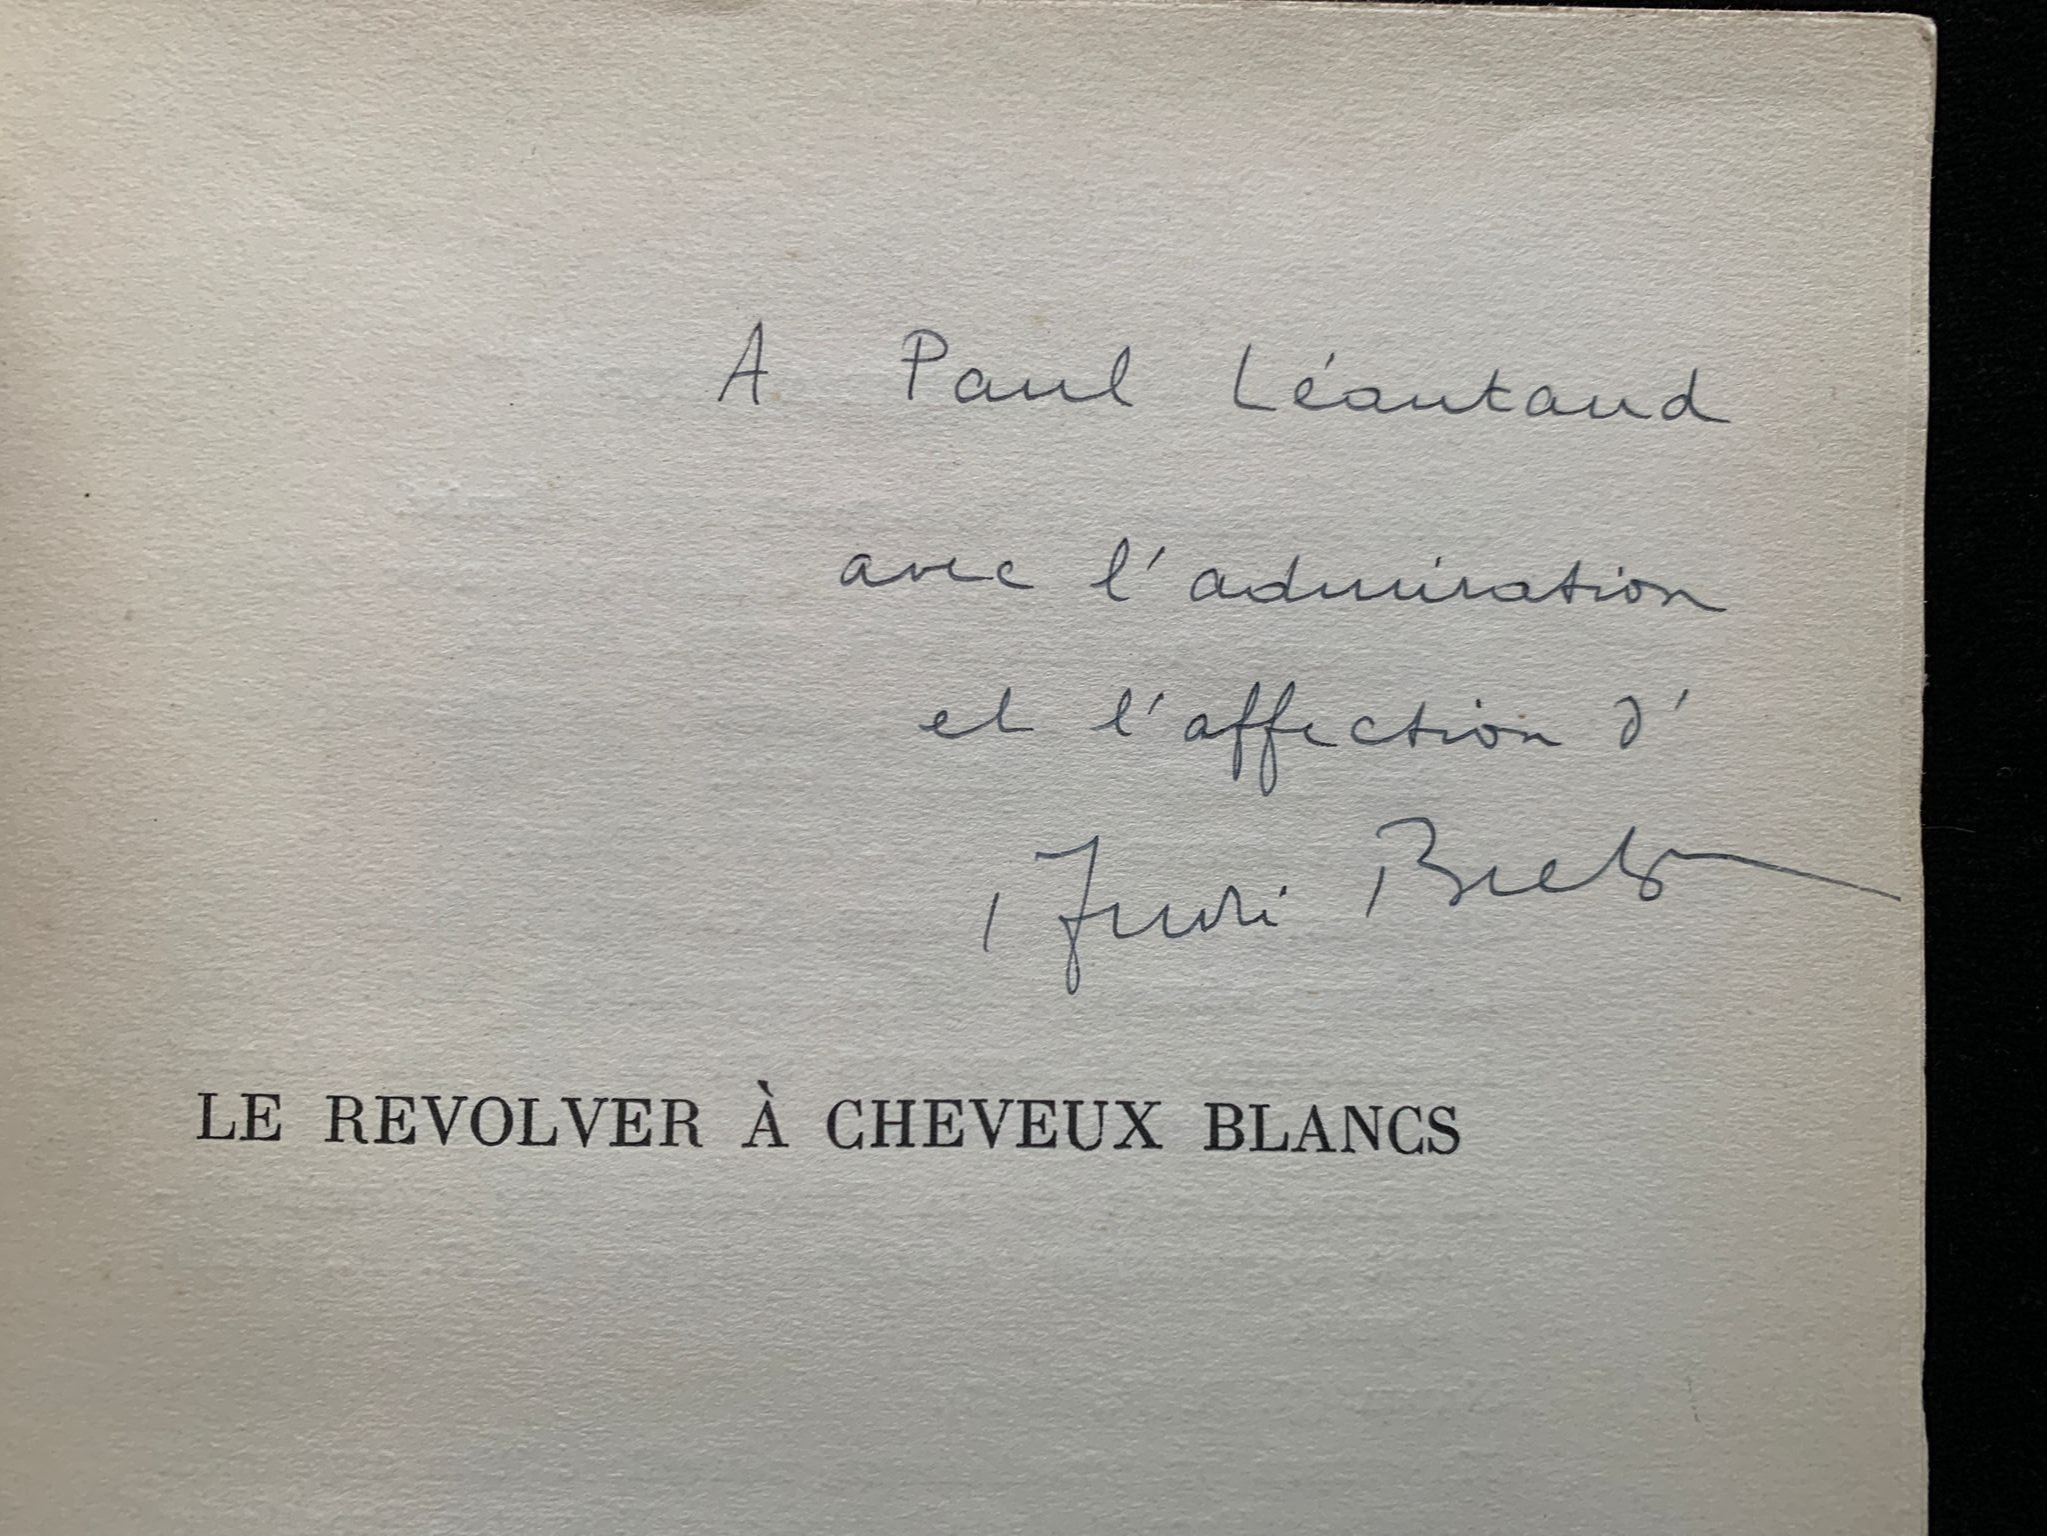 A Paul Léautaud
avec l'admiration
et l'affection d'
André Breton
LE REVOLVER À CHEVEUX BLANCS